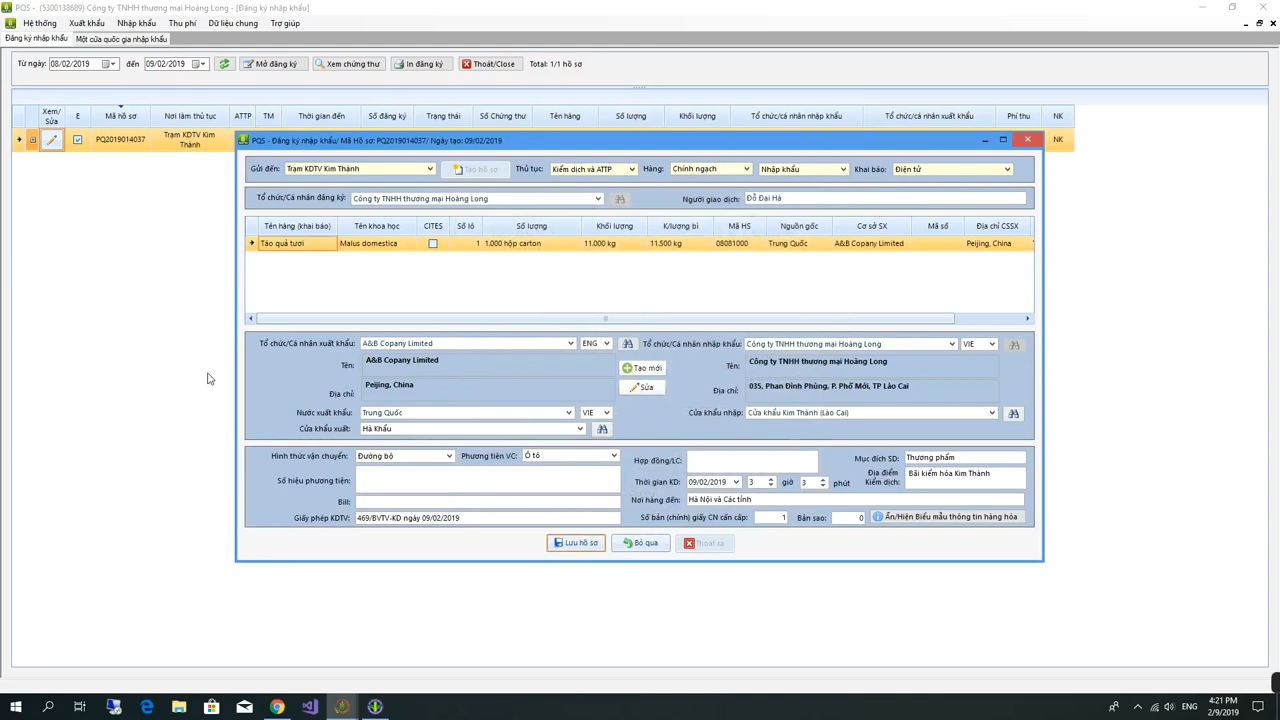 PQS - (5300138689) Công ty TNHH thương mại Hoàng Long - [Đăng ký nhập khẩu]
Hệ thống Xuất khẩu Nhập khẩu Thu phí Dữ liệu chung Trợ giúp
Đăng ký nhập khẩu Một cửa quốc gia nhập khẩu
Từ ngày: 08/02/2019 đến 09/02/2019 Mở đăng ký Xem chứng thư In đăng ký Thoát/Close Total: 1/1 hồ sơ
Xem/Sửa E Mã hồ sơ Nơi làm thủ tục ATTP TM Thời gian đến Số đăng ký Trạng thái Số Chứng thư Tên hàng Số lượng Khối lượng Tổ chức/cá nhân nhập khẩu Tổ chức/cá nhân xuất khẩu Phí thu NK
PQ2019014037 Trạm KDTV Kim Thành NK
PQS - Đăng ký nhập khẩu/ Mã Hồ sơ: PQ2019014037/ Ngày tạo: 09/02/2019
Gửi đến: Trạm KDTV Kim Thành Tạo hồ sơ Thủ tục: Kiểm dịch và ATTP Hàng: Chính ngạch Nhập khẩu Khai báo: Điện tử
Tổ chức/Cá nhân đăng ký: Công ty TNHH thương mại Hoàng Long Người giao dịch: Đỗ Đại Hà
Tên hàng (khai báo) Tên khoa học CITES Số lô Số lượng Khối lượng K/lượng bì Mã HS Nguồn gốc Cơ sở SX Mã số Địa chỉ CSSX
Táo quả tươi Malus domestica 1 1.000 hộp carton 11.000 kg 11.500 kg 08081000 Trung Quốc A&B Copany Limited Peijing, China
Tổ chức/Cá nhân xuất khẩu: A&B Copany Limited ENG Tổ chức/Cá nhân nhập khẩu: Công ty TNHH thương mại Hoàng Long VIE
Tên: A&B Copany Limited Tạo mới Tên: Công ty TNHH thương mại Hoàng Long
Địa chỉ: Peijing, China Sửa Địa chỉ: 035, Phan Đình Phùng, P. Phố Mới, TP Lào Cai
Nước xuất khẩu: Trung Quốc VIE Cửa khẩu nhập: Cửa khẩu Kim Thành (Lào Cai)
Cửa khẩu xuất: Hà Khẩu
Hình thức vận chuyển: Đường bộ Phương tiện VC: Ô tô Hợp đồng/LC: Mục đích SD: Thương phẩm
Số hiệu phương tiện: Thời gian KD: 09/02/2019 3 giờ 3 phút Địa điểm Kiểm dịch: Bãi kiểm hóa Kim Thành
Bill: Nơi hàng đến: Hà Nội và Các tỉnh
Giấy phép KDTV: 469/BVTV-KD ngày 09/02/2019 Số bản (chính) giấy CN cần cấp: 1 Bản sao: 0 Ẩn/Hiện Biểu mẫu thông tin hàng hóa
Lưu hồ sơ Bỏ qua Thoát ra
ENG 4:21 PM
2/9/2019